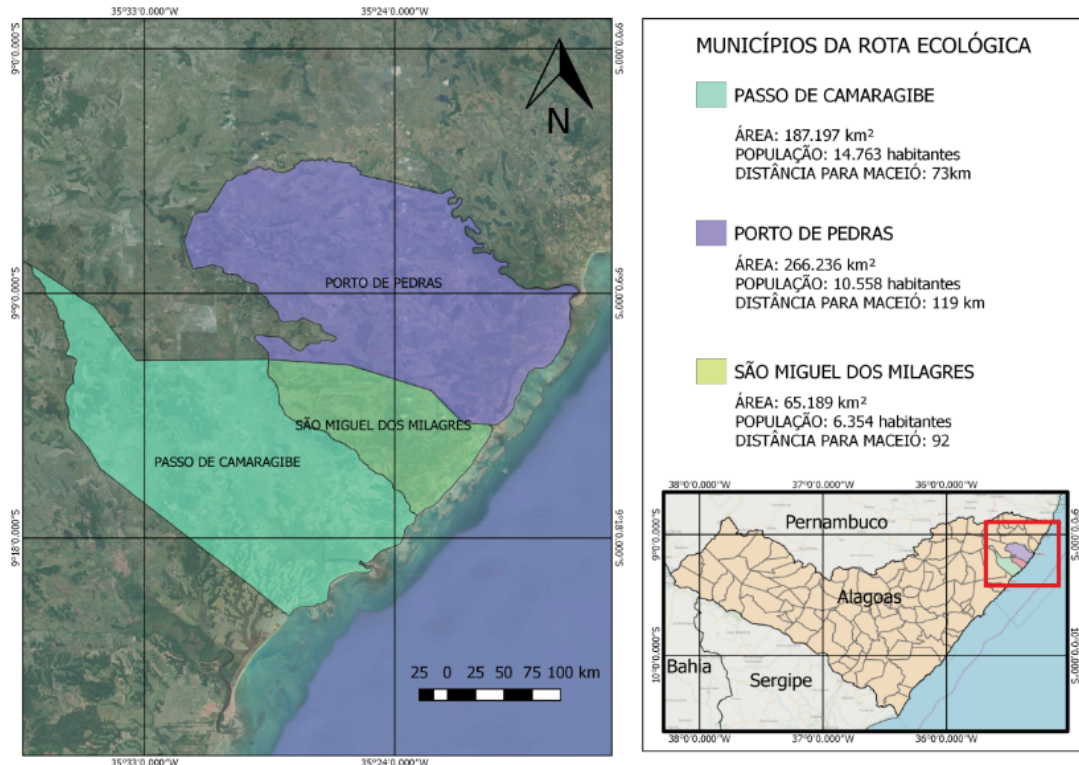 35°33'0.000"W 35°24'0.000"W
9°0'0.000"S 9°0'0.000"S
N
PORTO DE PEDRAS
9°9'0.000"S 9°9'0.000"S
SÃO MIGUEL DOS MILAGRES
PASSO DE CAMARAGIBE
9°18'0.000"S 9°18'0.000"S
25 0 25 50 75 100 km
35°33'0.000"W 35°24'0.000"W
MUNICÍPIOS DA ROTA ECOLÓGICA
PASSO DE CAMARAGIBE
ÁREA: 187.197 km²
POPULAÇÃO: 14.763 habitantes
DISTÂNCIA PARA MACEIÓ: 73km
PORTO DE PEDRAS
ÁREA: 266.236 km²
POPULAÇÃO: 10.558 habitantes
DISTÂNCIA PARA MACEIÓ: 119 km
SÃO MIGUEL DOS MILAGRES
ÁREA: 65.189 km²
POPULAÇÃO: 6.354 habitantes
DISTÂNCIA PARA MACEIÓ: 92
38°0'0.000"W 37°0'0.000"W 36°0'0.000"W
Pernambuco
9°0'0.000"S 9°0'0.000"S
Alagoas
10°0'0.000"S 10°0'0.000"S
Bahia
Sergipe
38°0'0.000"W 37°0'0.000"W 36°0'0.000"W